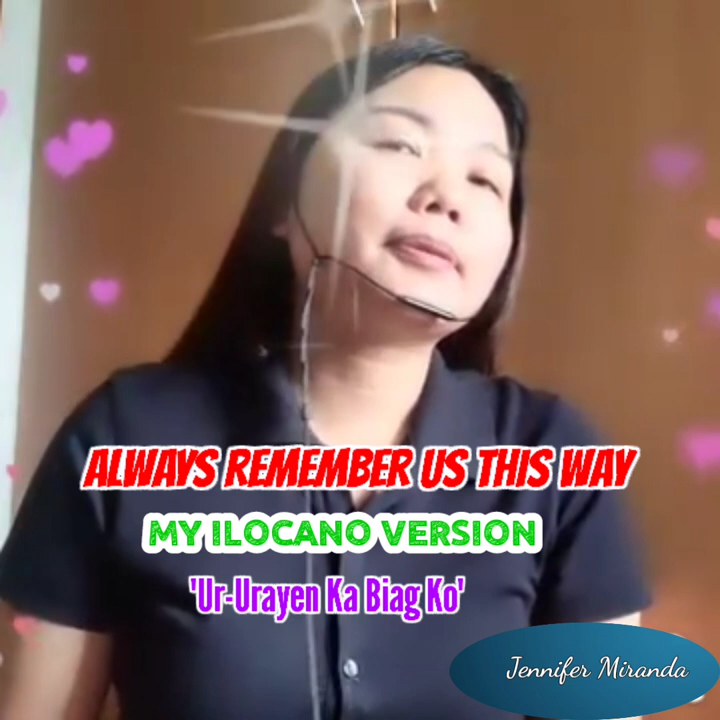 ALWAYS REMEMBER US THIS WAY
MY ILOCANO VERSION
'Ur-Urayen Ka Biag Ko'
Jennifer Miranda